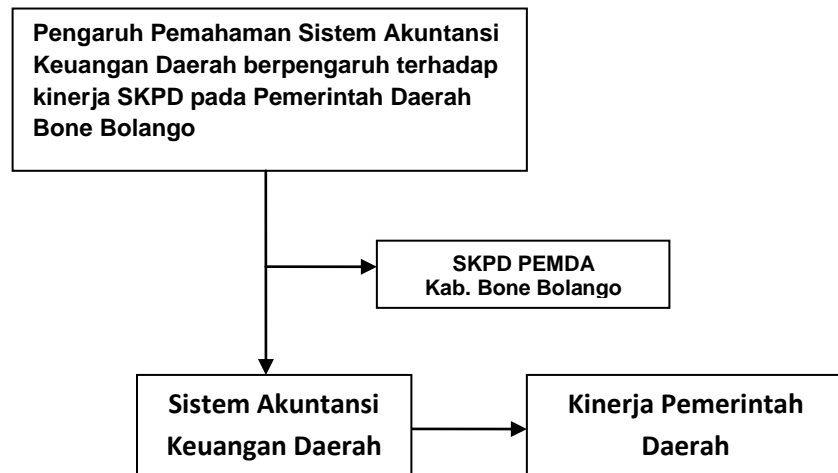 Pengaruh Pemahaman Sistem Akuntansi
Keuangan Daerah berpengaruh terhadap
kinerja SKPD pada Pemerintah Daerah
Bone Bolango
SKPD PEMDA
Kab. Bone Bolango
Sistem Akuntansi
Keuangan Daerah
Kinerja Pemerintah
Daerah